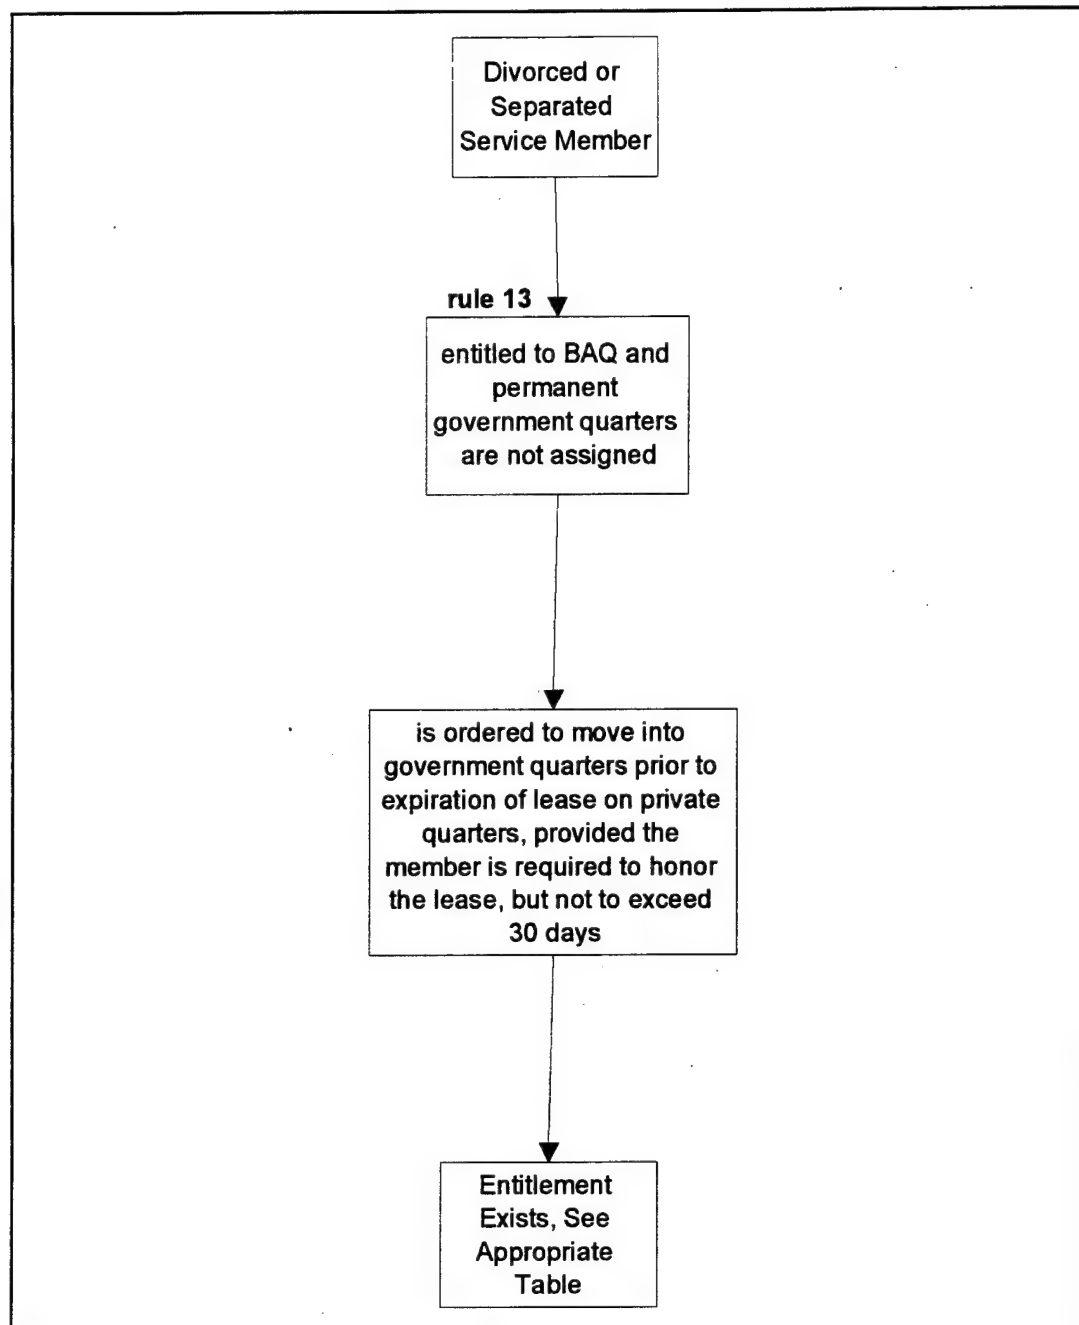 Divorced or
Separated
Service Member
rule 13
entitled to BAQ and
permanent
government quarters
are not assigned
is ordered to move into
government quarters prior to
expiration of lease on private
quarters, provided the
member is required to honor
the lease, but not to exceed
30 days
Entitlement
Exists, See
Appropriate
Table